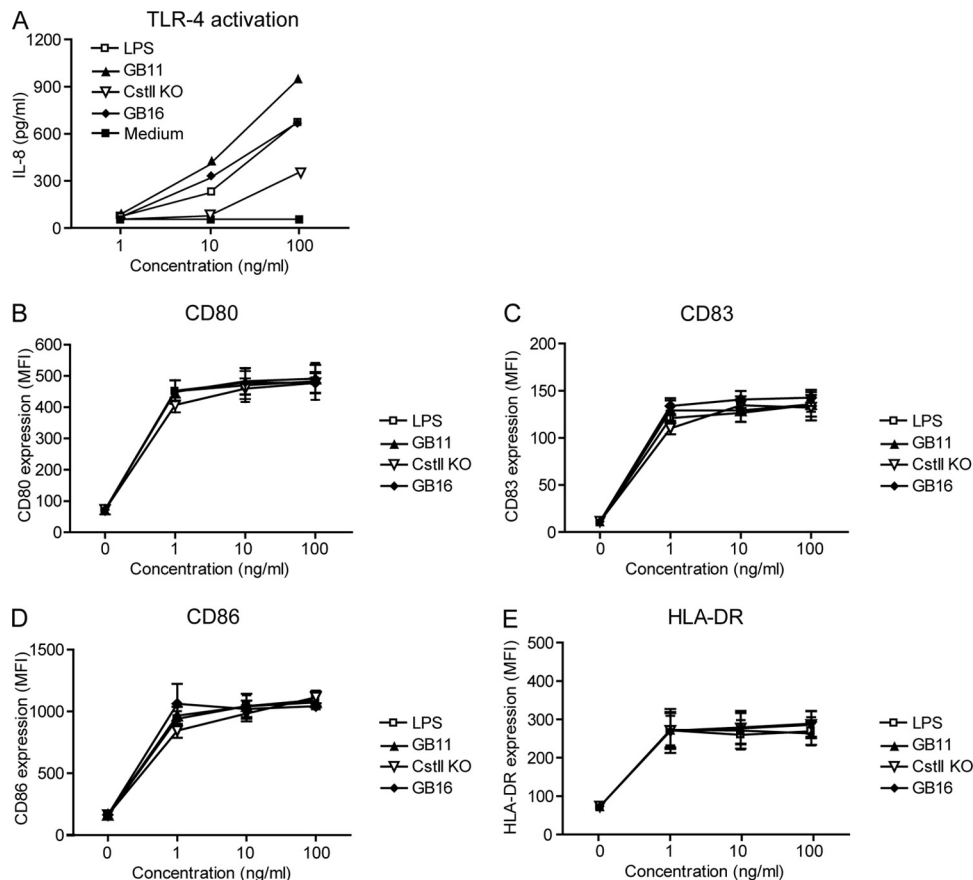 A
TLR-4 activation
IL-8 (pg/ml)
1200
900
600
300
0
LPS
GB11
CstII KO
GB16
Medium
1 10 100
Concentration (ng/ml)
B
CD80
CD80 expression (MFI)
600
500
400
300
200
100
0
0 1 10 100
Concentration (ng/ml)
LPS
GB11
CstII KO
GB16
C
CD83
CD83 expression (MFI)
200
150
100
50
0
0 1 10 100
Concentration (ng/ml)
LPS
GB11
CstII KO
GB16
D
CD86
CD86 expression (MFI)
1500
1000
500
0
0 1 10 100
Concentration (ng/ml)
LPS
GB11
CstII KO
GB16
E
HLA-DR
HLA-DR expression (MFI)
500
400
300
200
100
0
0 1 10 100
Concentration (ng/ml)
LPS
GB11
CstII KO
GB16